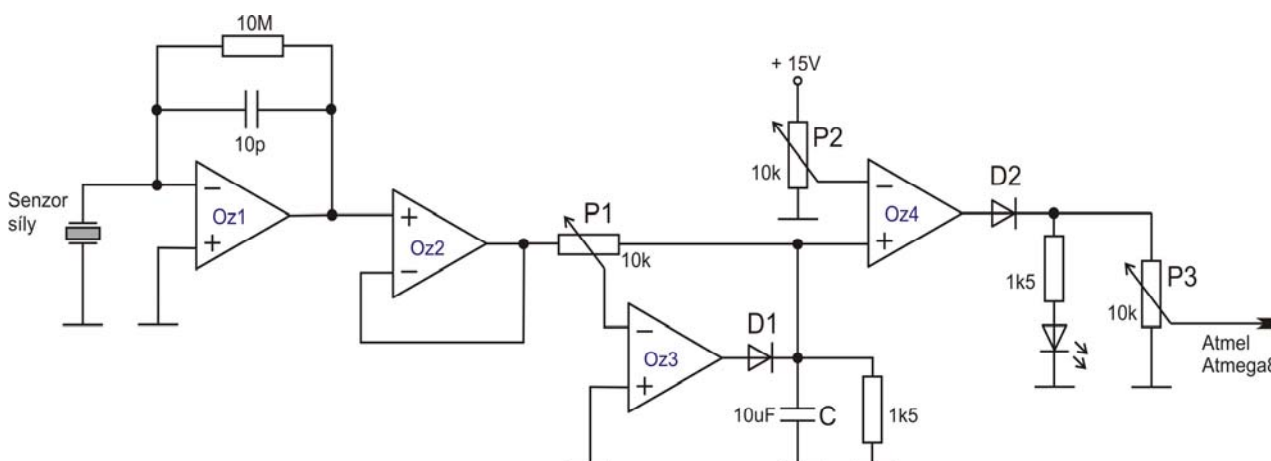 10M
10p
Senzor
síly
−
+
Oz1
+
−
Oz2
P1
10k
−
+
Oz3
D1
10uF
C
1k5
+ 15V
P2
10k
−
+
Oz4
D2
1k5
P3
10k
Atmel
Atmega8